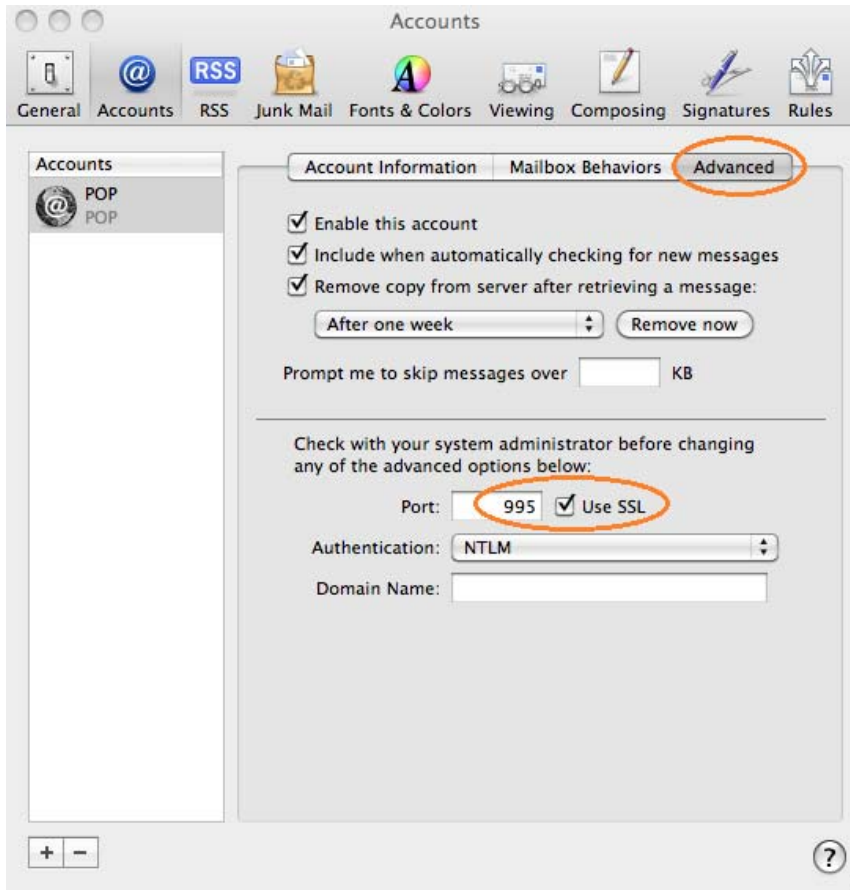 Accounts
RSS
General Accounts RSS Junk Mail Fonts & Colors Viewing Composing Signatures Rules
Accounts
POP
POP
Account Information Mailbox Behaviors Advanced
Enable this account
Include when automatically checking for new messages
Remove copy from server after retrieving a message:
After one week Remove now
Prompt me to skip messages over KB
Check with your system administrator before changing
any of the advanced options below:
Port: 995 Use SSL
Authentication: NTLM
Domain Name:
+ − ?